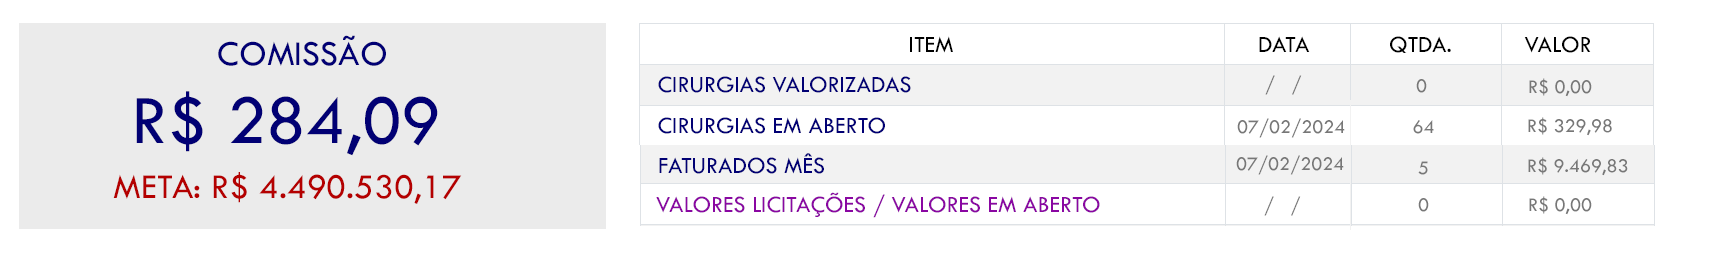 COMISSÃO
R$ 284,09
META: R$ 4.490.530,17
ITEM DATA QTDA. VALOR
CIRURGIAS VALORIZADAS / / 0 R$ 0,00
CIRURGIAS EM ABERTO 07/02/2024 64 R$ 329,98
FATURADOS MÊS 07/02/2024 5 R$ 9.469,83
VALORES LICITAÇÕES / VALORES EM ABERTO / / 0 R$ 0,00